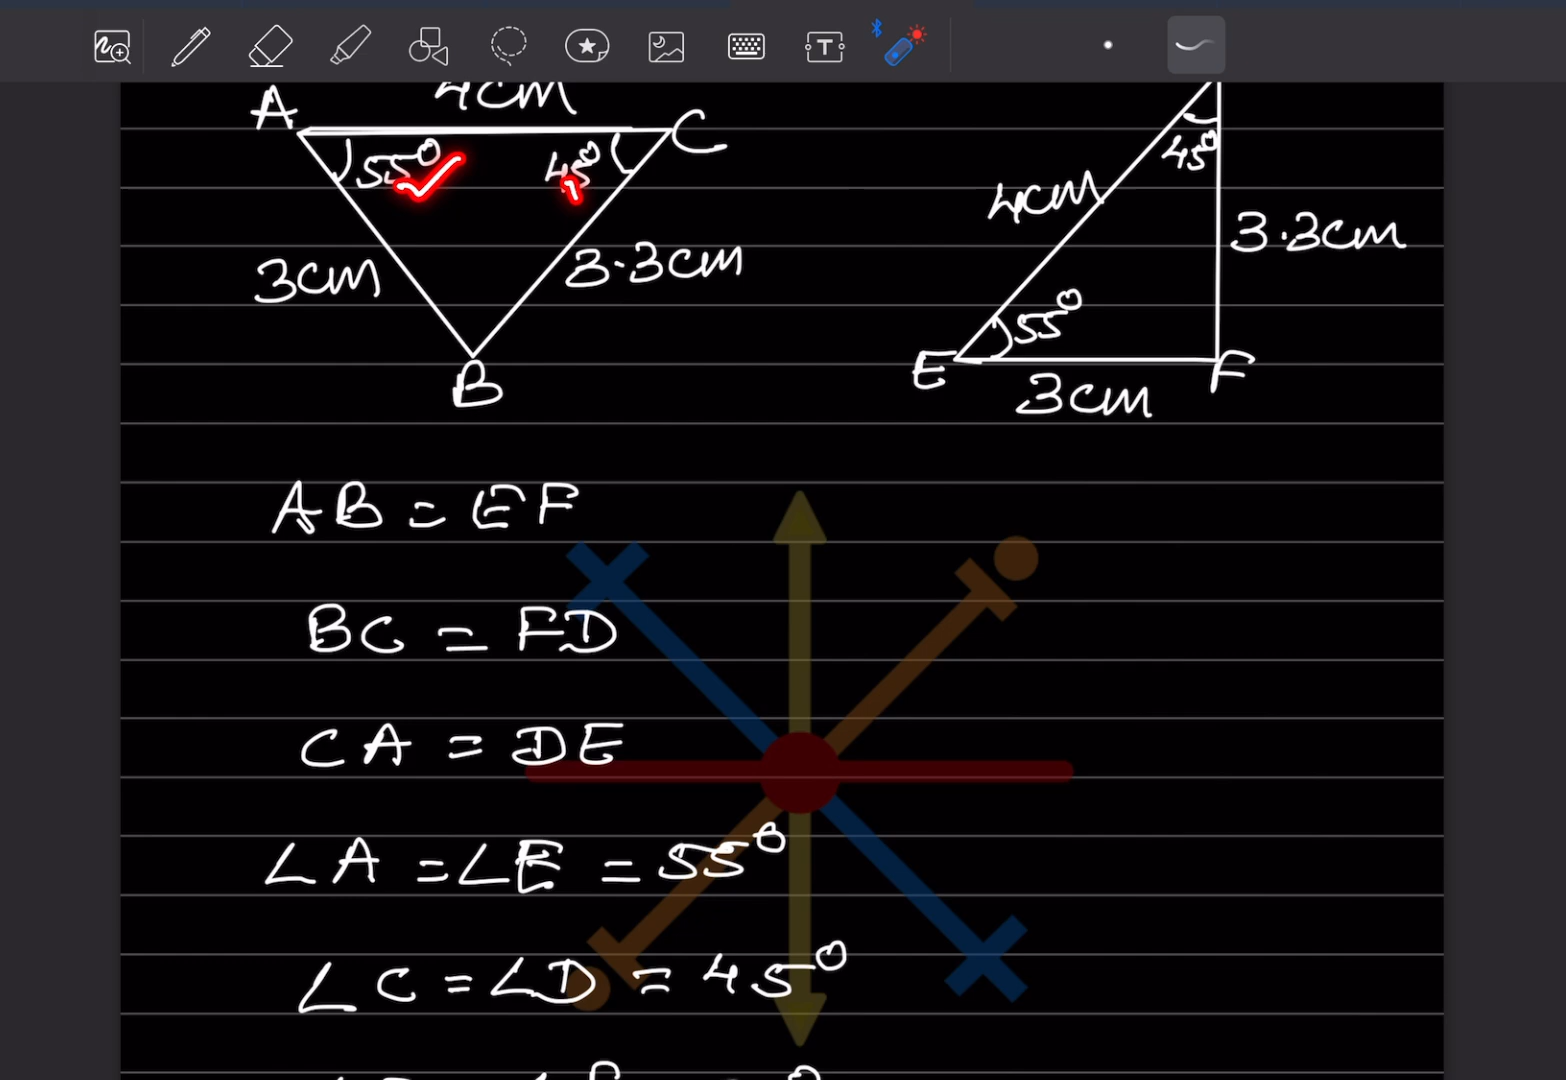 4cm
A
C
55°
45°
45°
4cm
3cm
3.3cm
3.3cm
55°
E
F
B
3cm
AB = EF
BC = FD
CA = DE
∠A = ∠E = 55°
∠C = ∠D = 45°